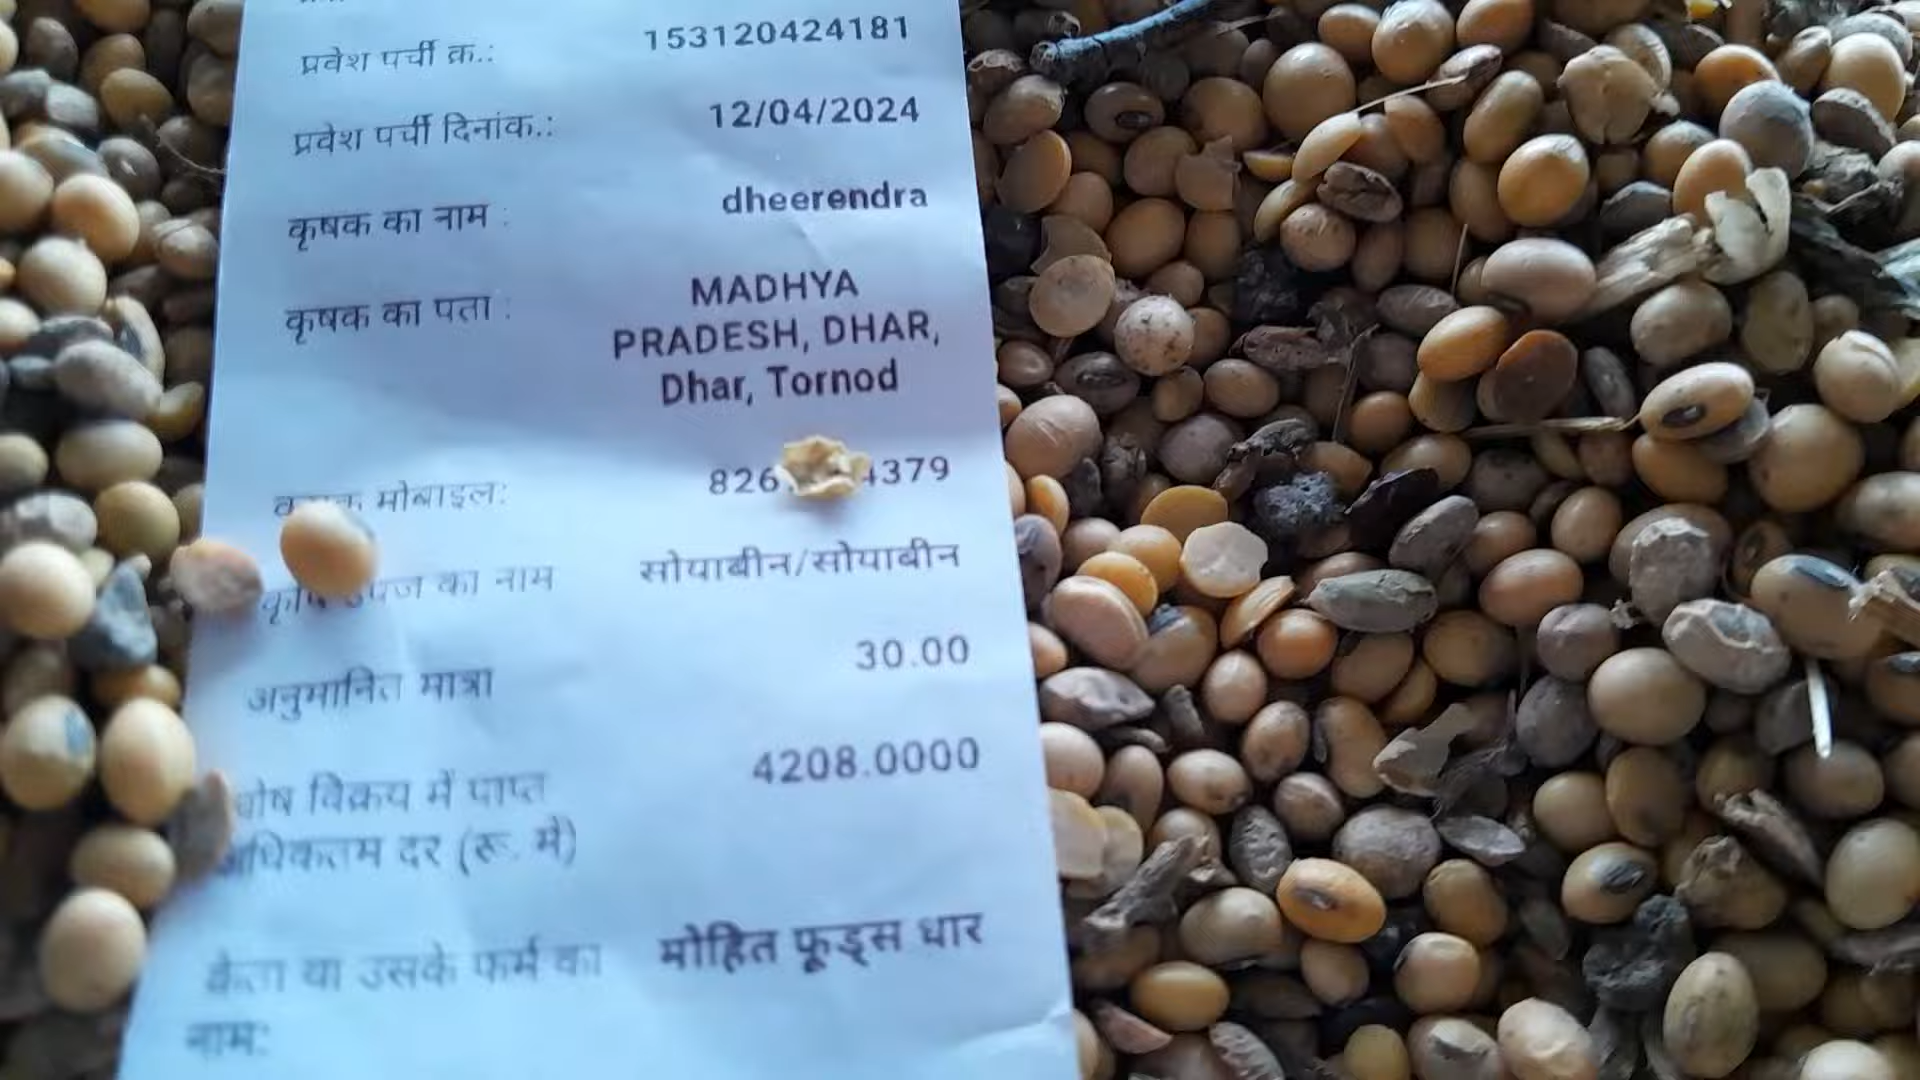 प्रवेश पर्ची क्र.: 153120424181
प्रवेश पर्ची दिनांक.: 12/04/2024
कृषक का नाम : dheerendra
कृषक का पता : MADHYA
PRADESH, DHAR,
Dhar, Tornod
मोबाइल: 826 4379
का नाम सोयाबीन/सोयाबीन
अनुमानित मात्रा 30.00
घोष विक्रय में प्राप्त 4208.0000
अधिकतम दर (रू. में)
क्रेता या उसके फर्म का मोहित फूड्स धार
नाम: